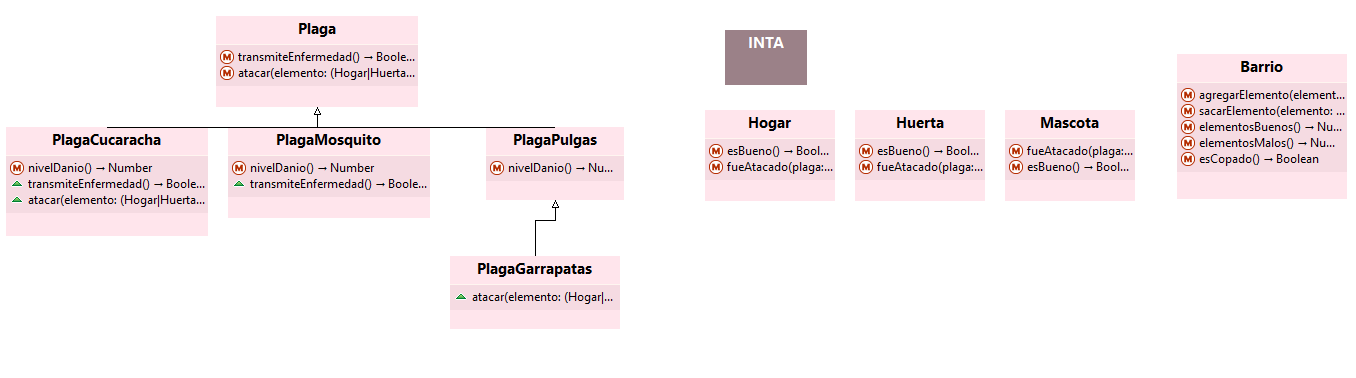 Plaga
M transmiteEnfermedad() → Boole...
M atacar(elemento: (Hogar|Huerta...
PlagaCucaracha
M nivelDanio() → Number
transmiteEnfermedad() → Boole...
atacar(elemento: (Hogar|Huerta...
PlagaMosquito
M nivelDanio() → Number
transmiteEnfermedad() → Boole...
PlagaPulgas
M nivelDanio() → Nu...
PlagaGarrapatas
atacar(elemento: (Hogar|...
INTA
Hogar
M esBueno() → Bool...
M fueAtacado(plaga:...
Huerta
M esBueno() → Bool...
M fueAtacado(plaga:...
Mascota
M fueAtacado(plaga:...
M esBueno() → Bool...
Barrio
M agregarElemento(element...
M sacarElemento(elemento: ...
M elementosBuenos() → Nu...
M elementosMalos() → Nu...
M esCopado() → Boolean